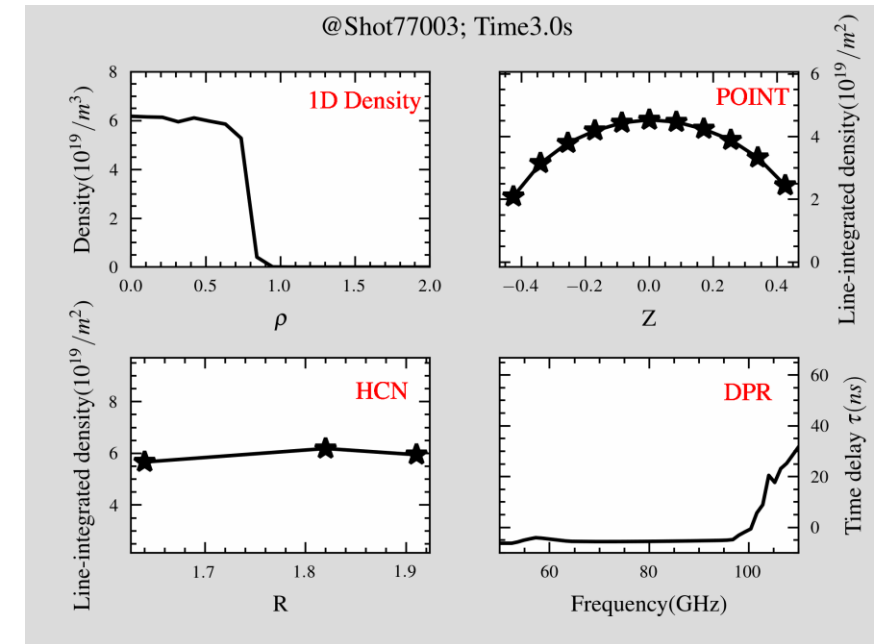 @Shot77003; Time3.0s
Density(10^19/m^3)
8
6
4
2
0
1D Density
0.0 0.5 1.0 1.5 2.0
ρ
POINT
6
4
2
0
Line-integrated density(10^19/m^2)
−0.4 −0.2 0.0 0.2 0.4
Z
Line-integrated density(10^19/m^2)
8
6
4
HCN
1.7 1.8 1.9
R
DPR
60
40
20
0
Time delay τ(ns)
60 80 100
Frequency(GHz)